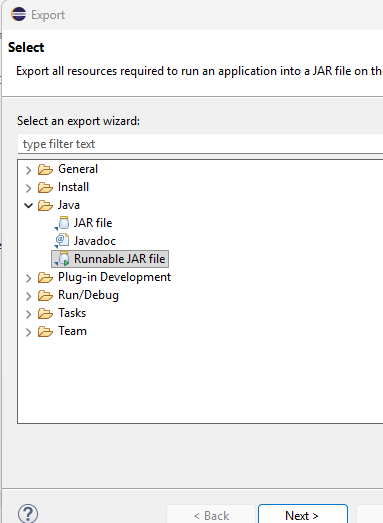 Export
Select
Export all resources required to run an application into a JAR file on th
Select an export wizard:
type filter text
General
Install
Java
JAR file
Javadoc
Runnable JAR file
Plug-in Development
Run/Debug
Tasks
Team
?
< Back
Next >